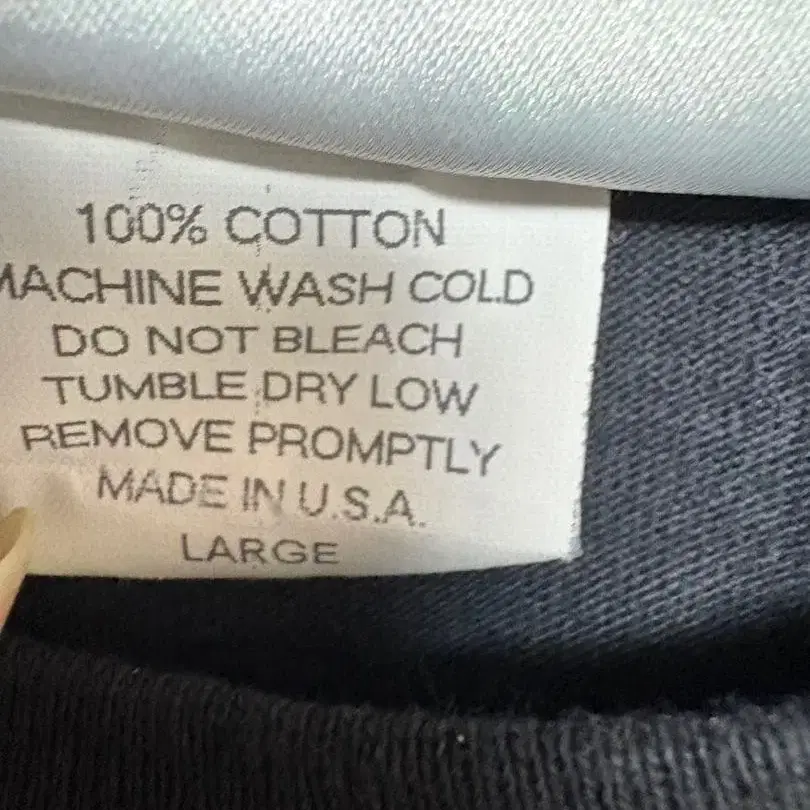 100% COTTON
MACHINE WASH COLD
DO NOT BLEACH
TUMBLE DRY LOW
REMOVE PROMPTLY
MADE IN U.S.A.
LARGE